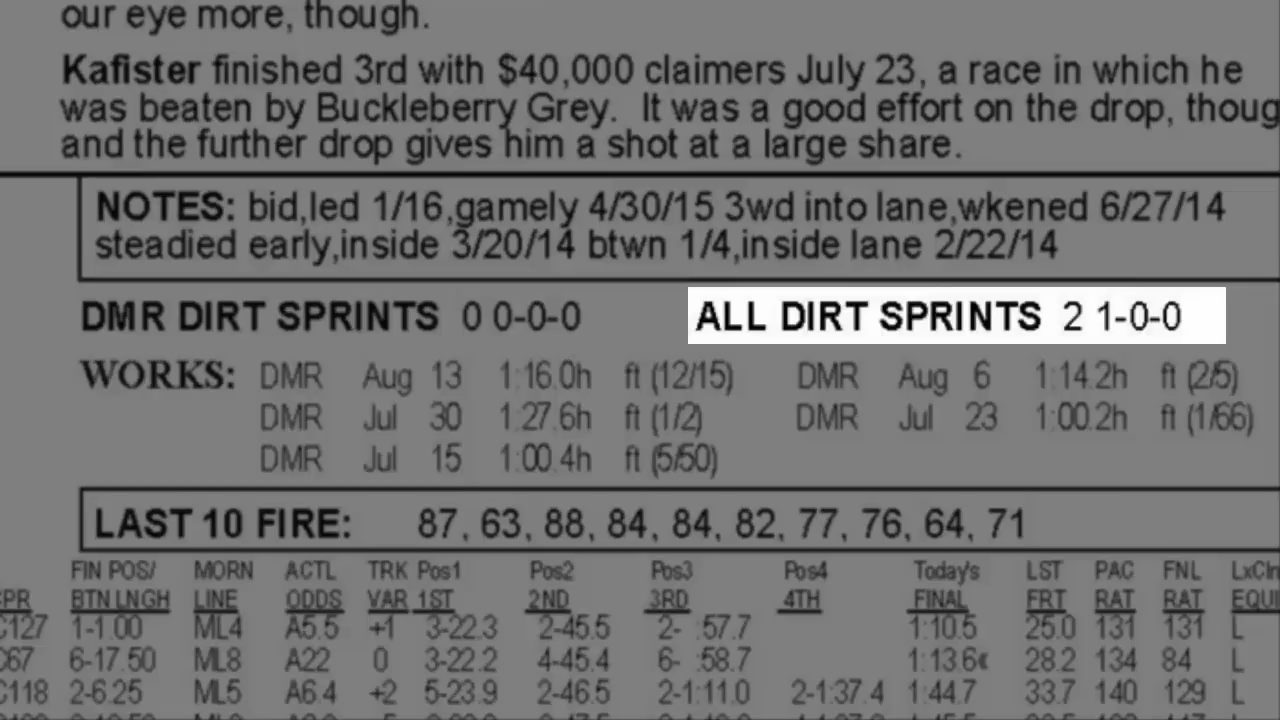 our eye more, though.
Kafister finished 3rd with $40,000 claimers July 23, a race in which he
was beaten by Buckleberry Grey. It was a good effort on the drop, thoug
and the further drop gives him a shot at a large share.
NOTES: bid,led 1/16,gamely 4/30/15 3wd into lane,wkened 6/27/14
steadied early,inside 3/20/14 btwn 1/4,inside lane 2/22/14
DMR DIRT SPRINTS 0 0-0-0 ALL DIRT SPRINTS 2 1-0-0
WORKS: DMR Aug 13 1:16.0h ft (12/15) DMR Aug 6 1:14.2h ft (2/5)
DMR Jul 30 1:27.6h ft (1/2) DMR Jul 23 1:00.2h ft (1/66)
DMR Jul 15 1:00.4h ft (5/50)
LAST 10 FIRE: 87, 63, 88, 84, 84, 82, 77, 76, 64, 71
FIN POS/ MORN ACTL TRK Pos1 Pos2 Pos3 Pos4 Today's LST PAC FNL LxCln
CPR BTN LNGH LINE ODDS VAR 1ST 2ND 3RD 4TH FINAL FRT RAT RAT EQUI
C127 1-1.00 ML4 A5.5 +1 3-22.3 2-45.5 2- :57.7 1:10.5 25.0 131 131 L
C67 6-17.50 ML8 A22 0 3-22.2 4-45.4 6- :58.7 1:13.6 28.2 134 84 L
C118 2-6.25 ML5 A6.4 +2 5-23.9 2-46.5 2-1:11.0 2-1:37.4 1:44.7 33.7 140 129 L